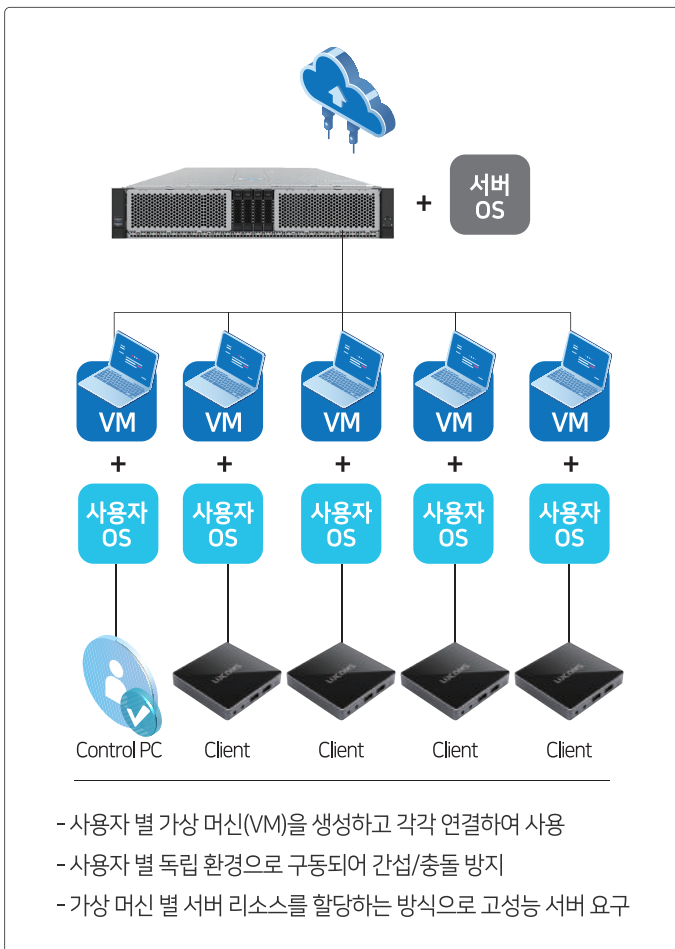 +
서버
OS
VM
VM
VM
VM
VM
+
+
+
+
+
사용자
OS
사용자
OS
사용자
OS
사용자
OS
사용자
OS
LUCOMS
LUCOMS
LUCOMS
LUCOMS
Control PC
Client
Client
Client
Client
- 사용자 별 가상 머신(VM)을 생성하고 각각 연결하여 사용
- 사용자 별 독립 환경으로 구동되어 간섭/충돌 방지
- 가상 머신 별 서버 리소스를 할당하는 방식으로 고성능 서버 요구